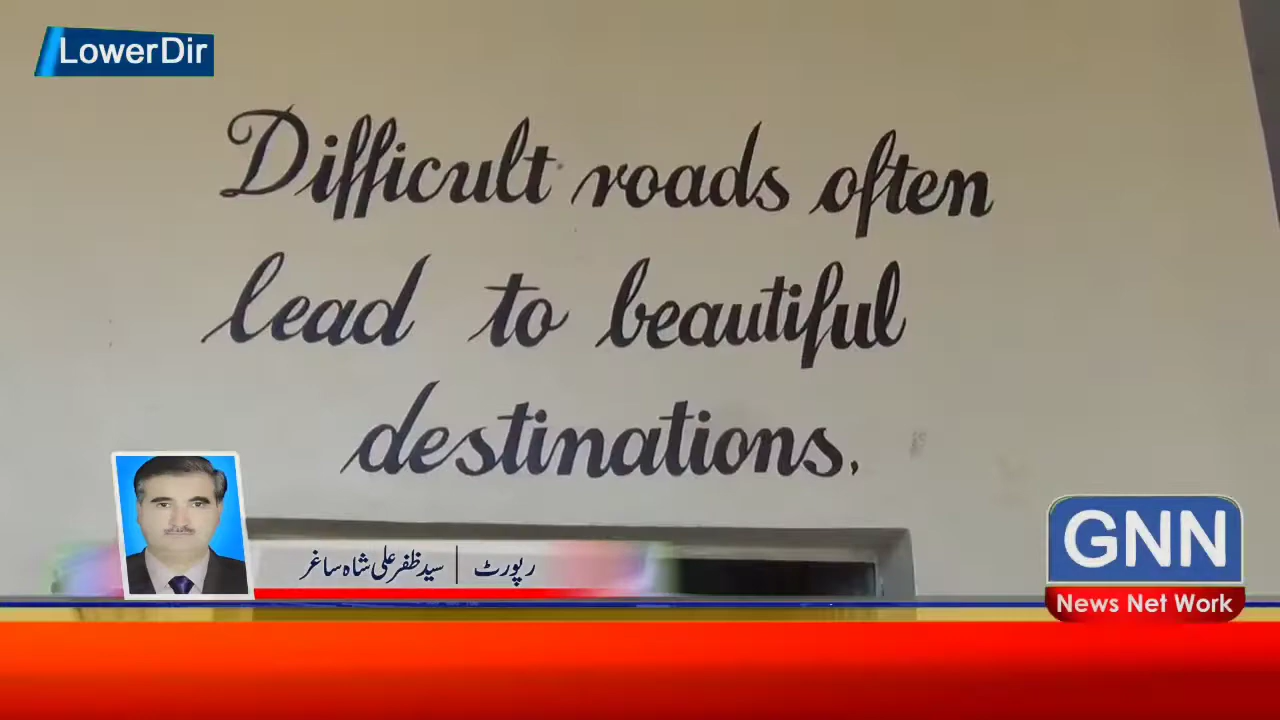 LowerDir
Difficult roads often
lead to beautiful
destinations.
رپورٹ | سید ظفر علی شاہ ساغر
GNN
News Net Work